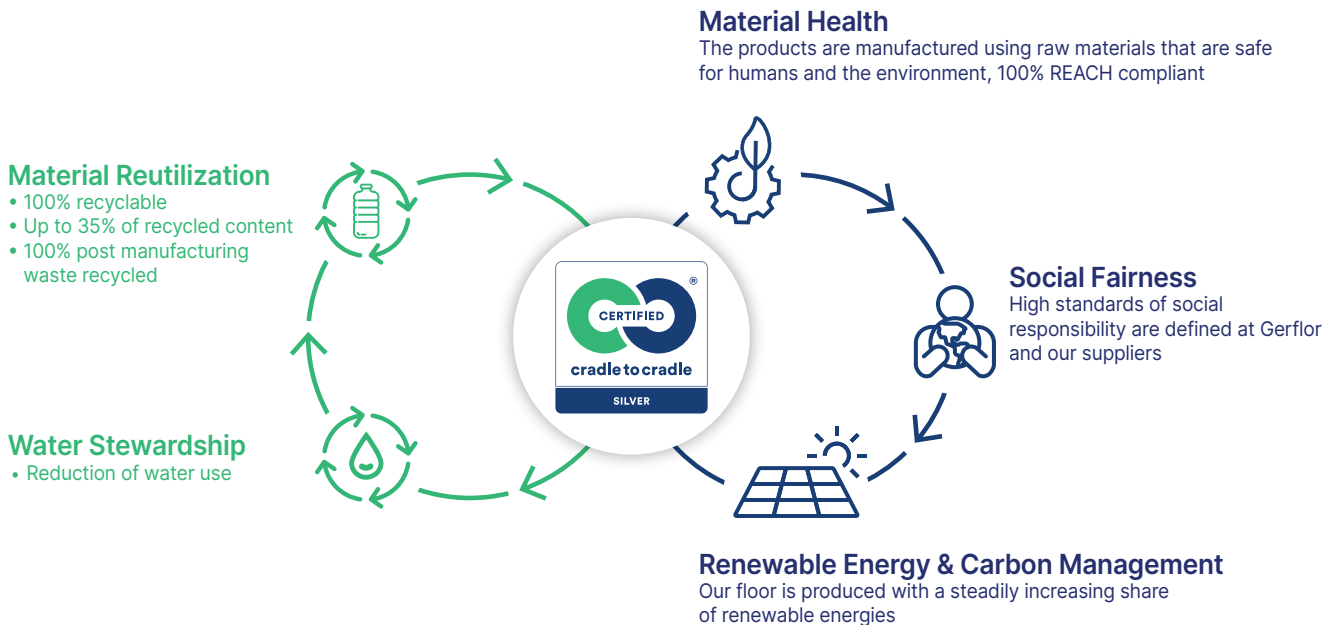 Material Health
The products are manufactured using raw materials that are safe
for humans and the environment, 100% REACH compliant
Material Reutilization
• 100% recyclable
• Up to 35% of recycled content
• 100% post manufacturing
waste recycled
Social Fairness
High standards of social
responsibility are defined at Gerflor
and our suppliers
®
CERTIFIED
cradle to cradle
SILVER
Water Stewardship
• Reduction of water use
Renewable Energy & Carbon Management
Our floor is produced with a steadily increasing share
of renewable energies